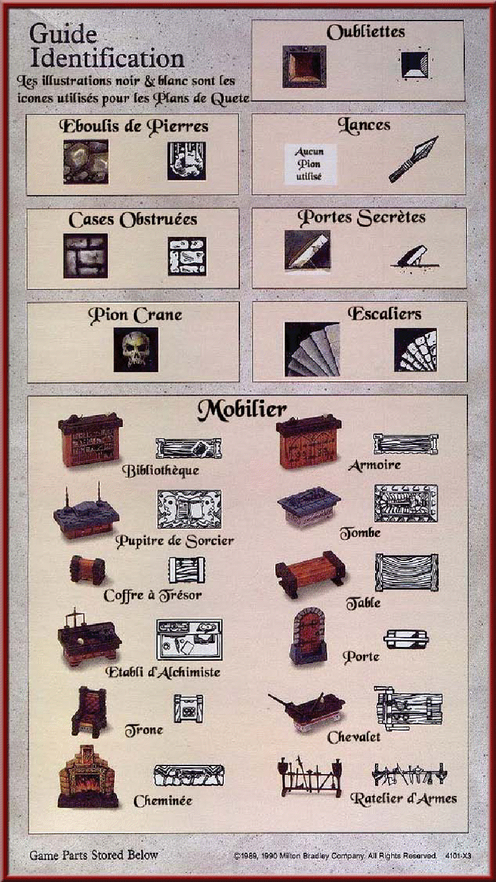 Guide
Identification
Les illustrations noir & blanc sont les
icones utilisés pour les Plans de Quete
Oubliettes
Eboulis de Pierres
Lances
Aucun
Pion
utilisé
Cases Obstruées
Portes Secrètes
Pion Crane
Escaliers
Mobilier
Bibliothèque
Armoire
Pupitre de Sorcier
Tombe
Coffre à Trésor
Table
Etabli d'Alchimiste
Porte
Trone
Chevalet
Cheminée
Ratelier d'Armes
Game Parts Stored Below
©1989, 1990 Milton Bradley Company. All Rights Reserved. 4101-X3